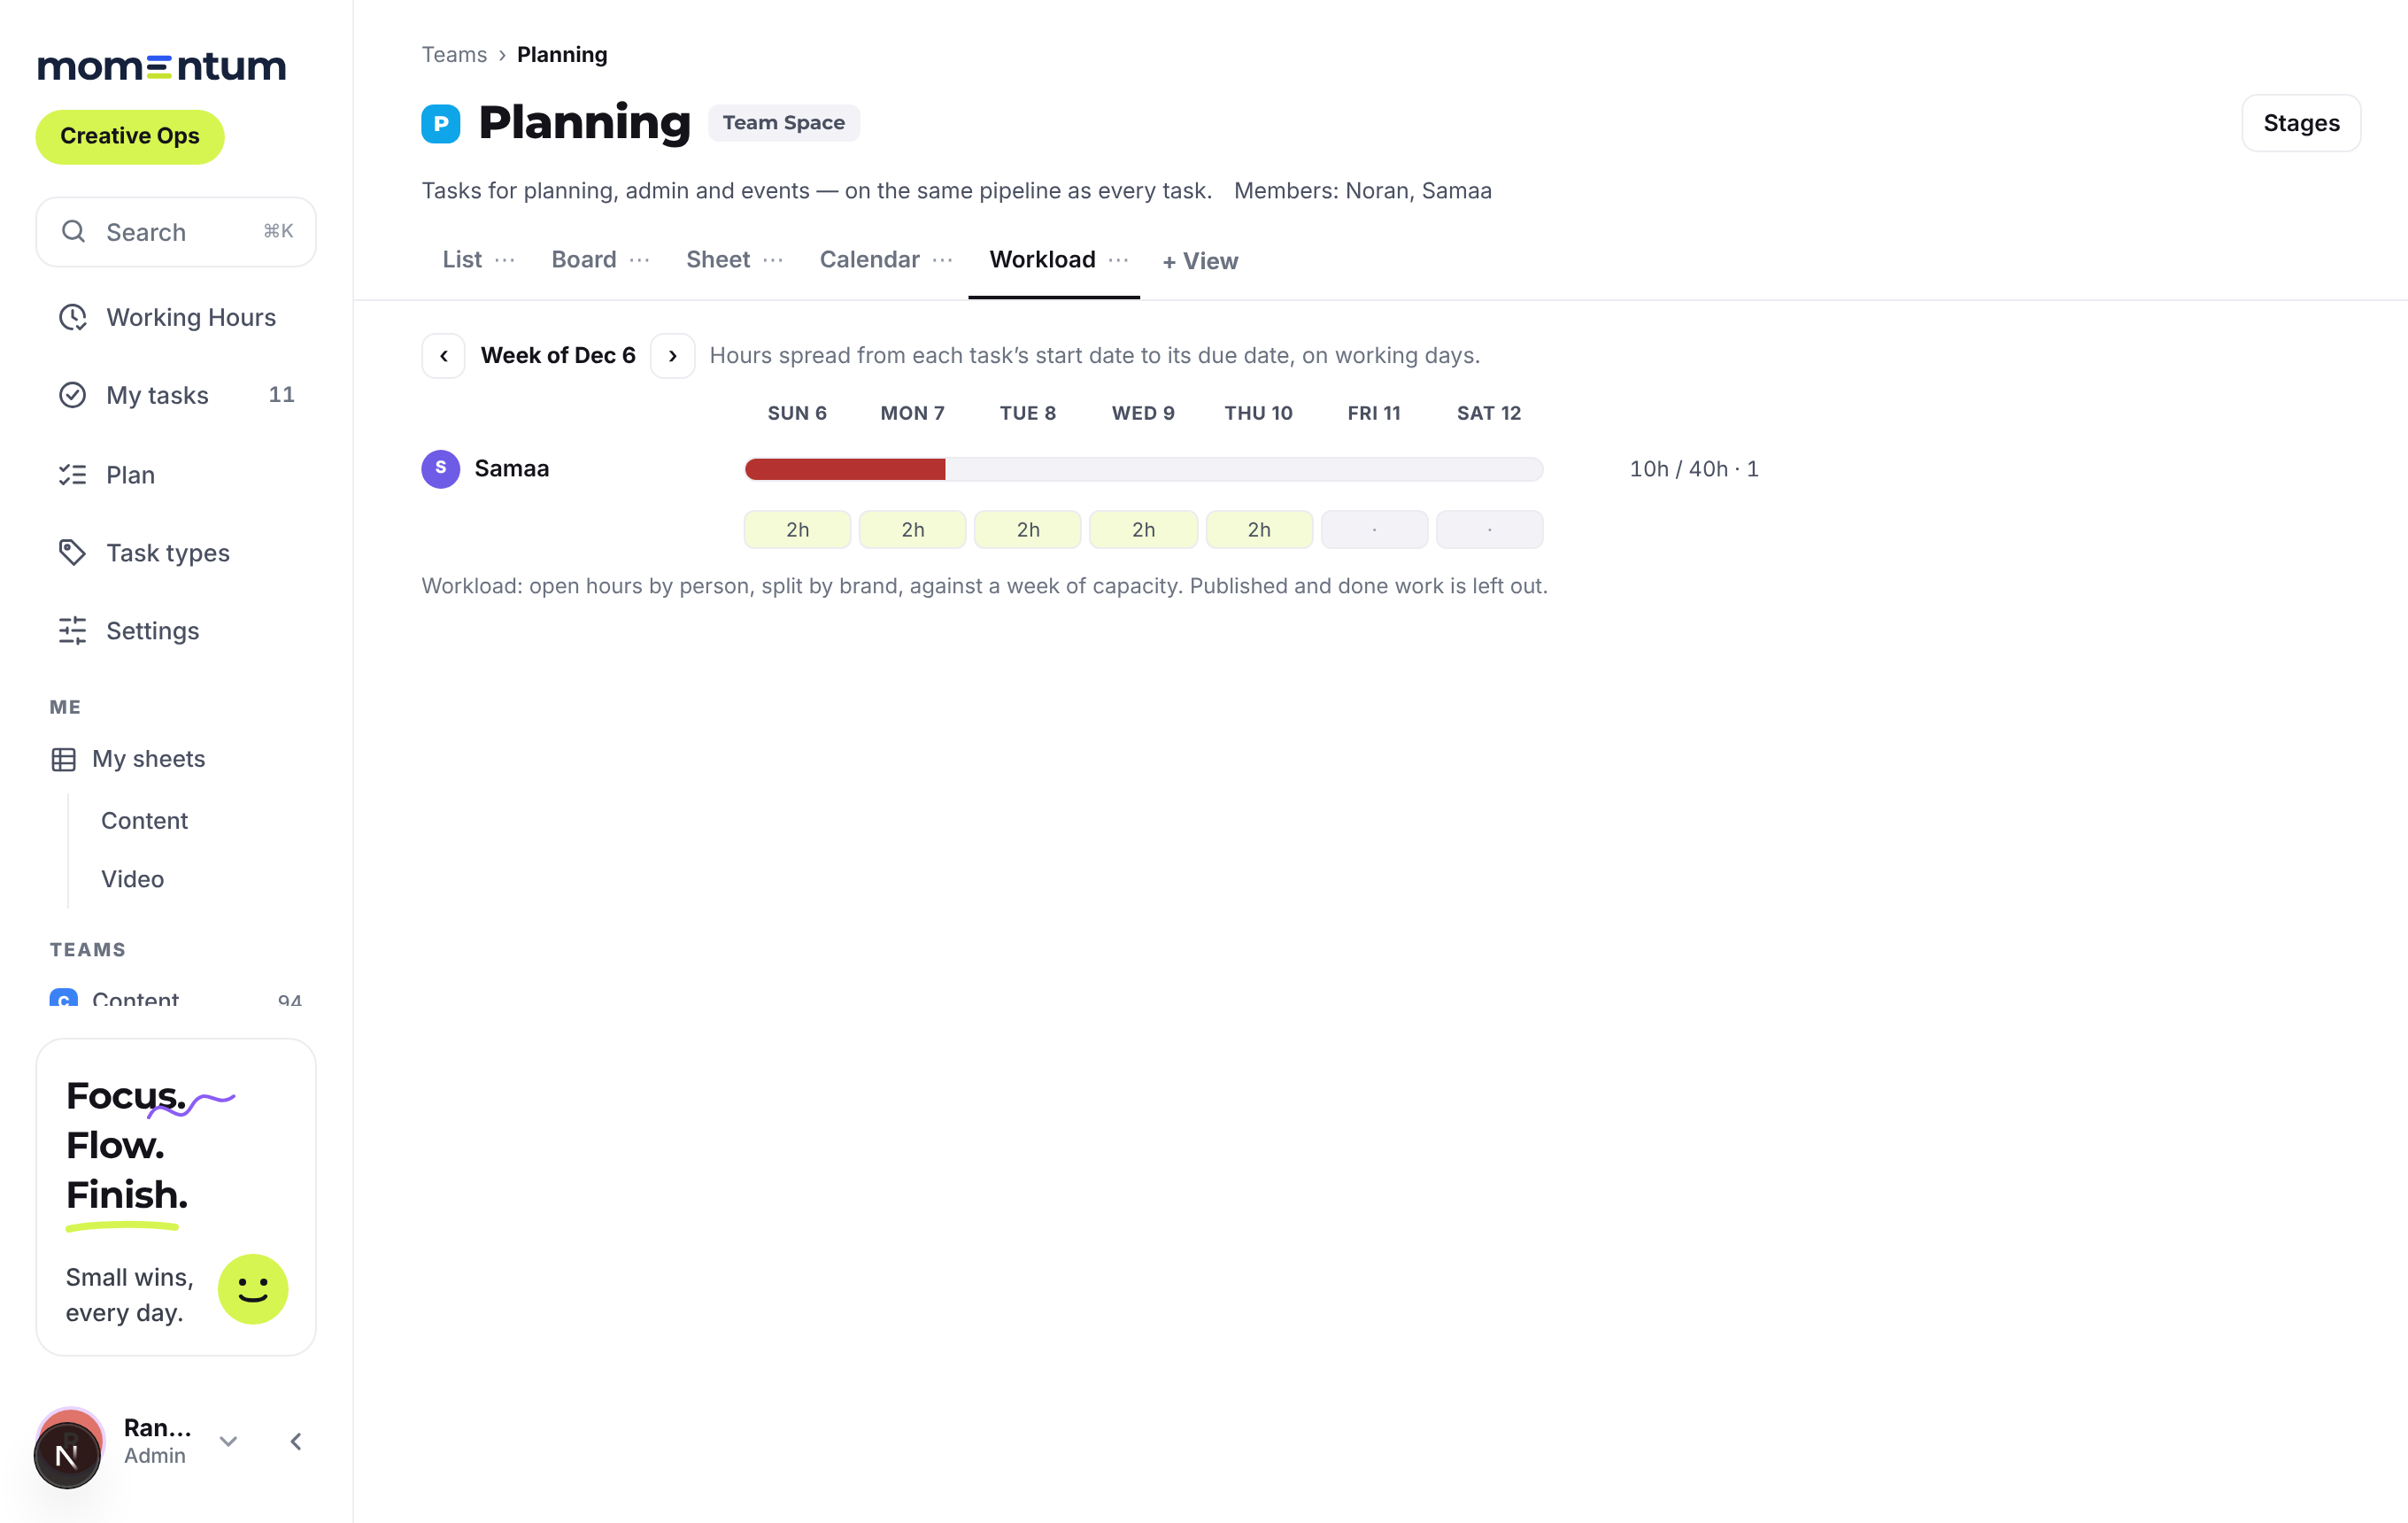 momentum
Creative Ops
Search ⌘K
Working Hours
My tasks 11
Plan
Task types
Settings
ME
My sheets
Content
Video
TEAMS
C Content 94
Focus.
Flow.
Finish.
Small wins,
every day.
N
Ran...
Admin
Teams › Planning
P Planning Team Space
Stages
Tasks for planning, admin and events — on the same pipeline as every task. Members: Noran, Samaa
List ··· Board ··· Sheet ··· Calendar ··· Workload ··· + View
‹ Week of Dec 6 › Hours spread from each task’s start date to its due date, on working days.
SUN 6 MON 7 TUE 8 WED 9 THU 10 FRI 11 SAT 12
S Samaa 10h / 40h · 1
2h 2h 2h 2h 2h · ·
Workload: open hours by person, split by brand, against a week of capacity. Published and done work is left out.